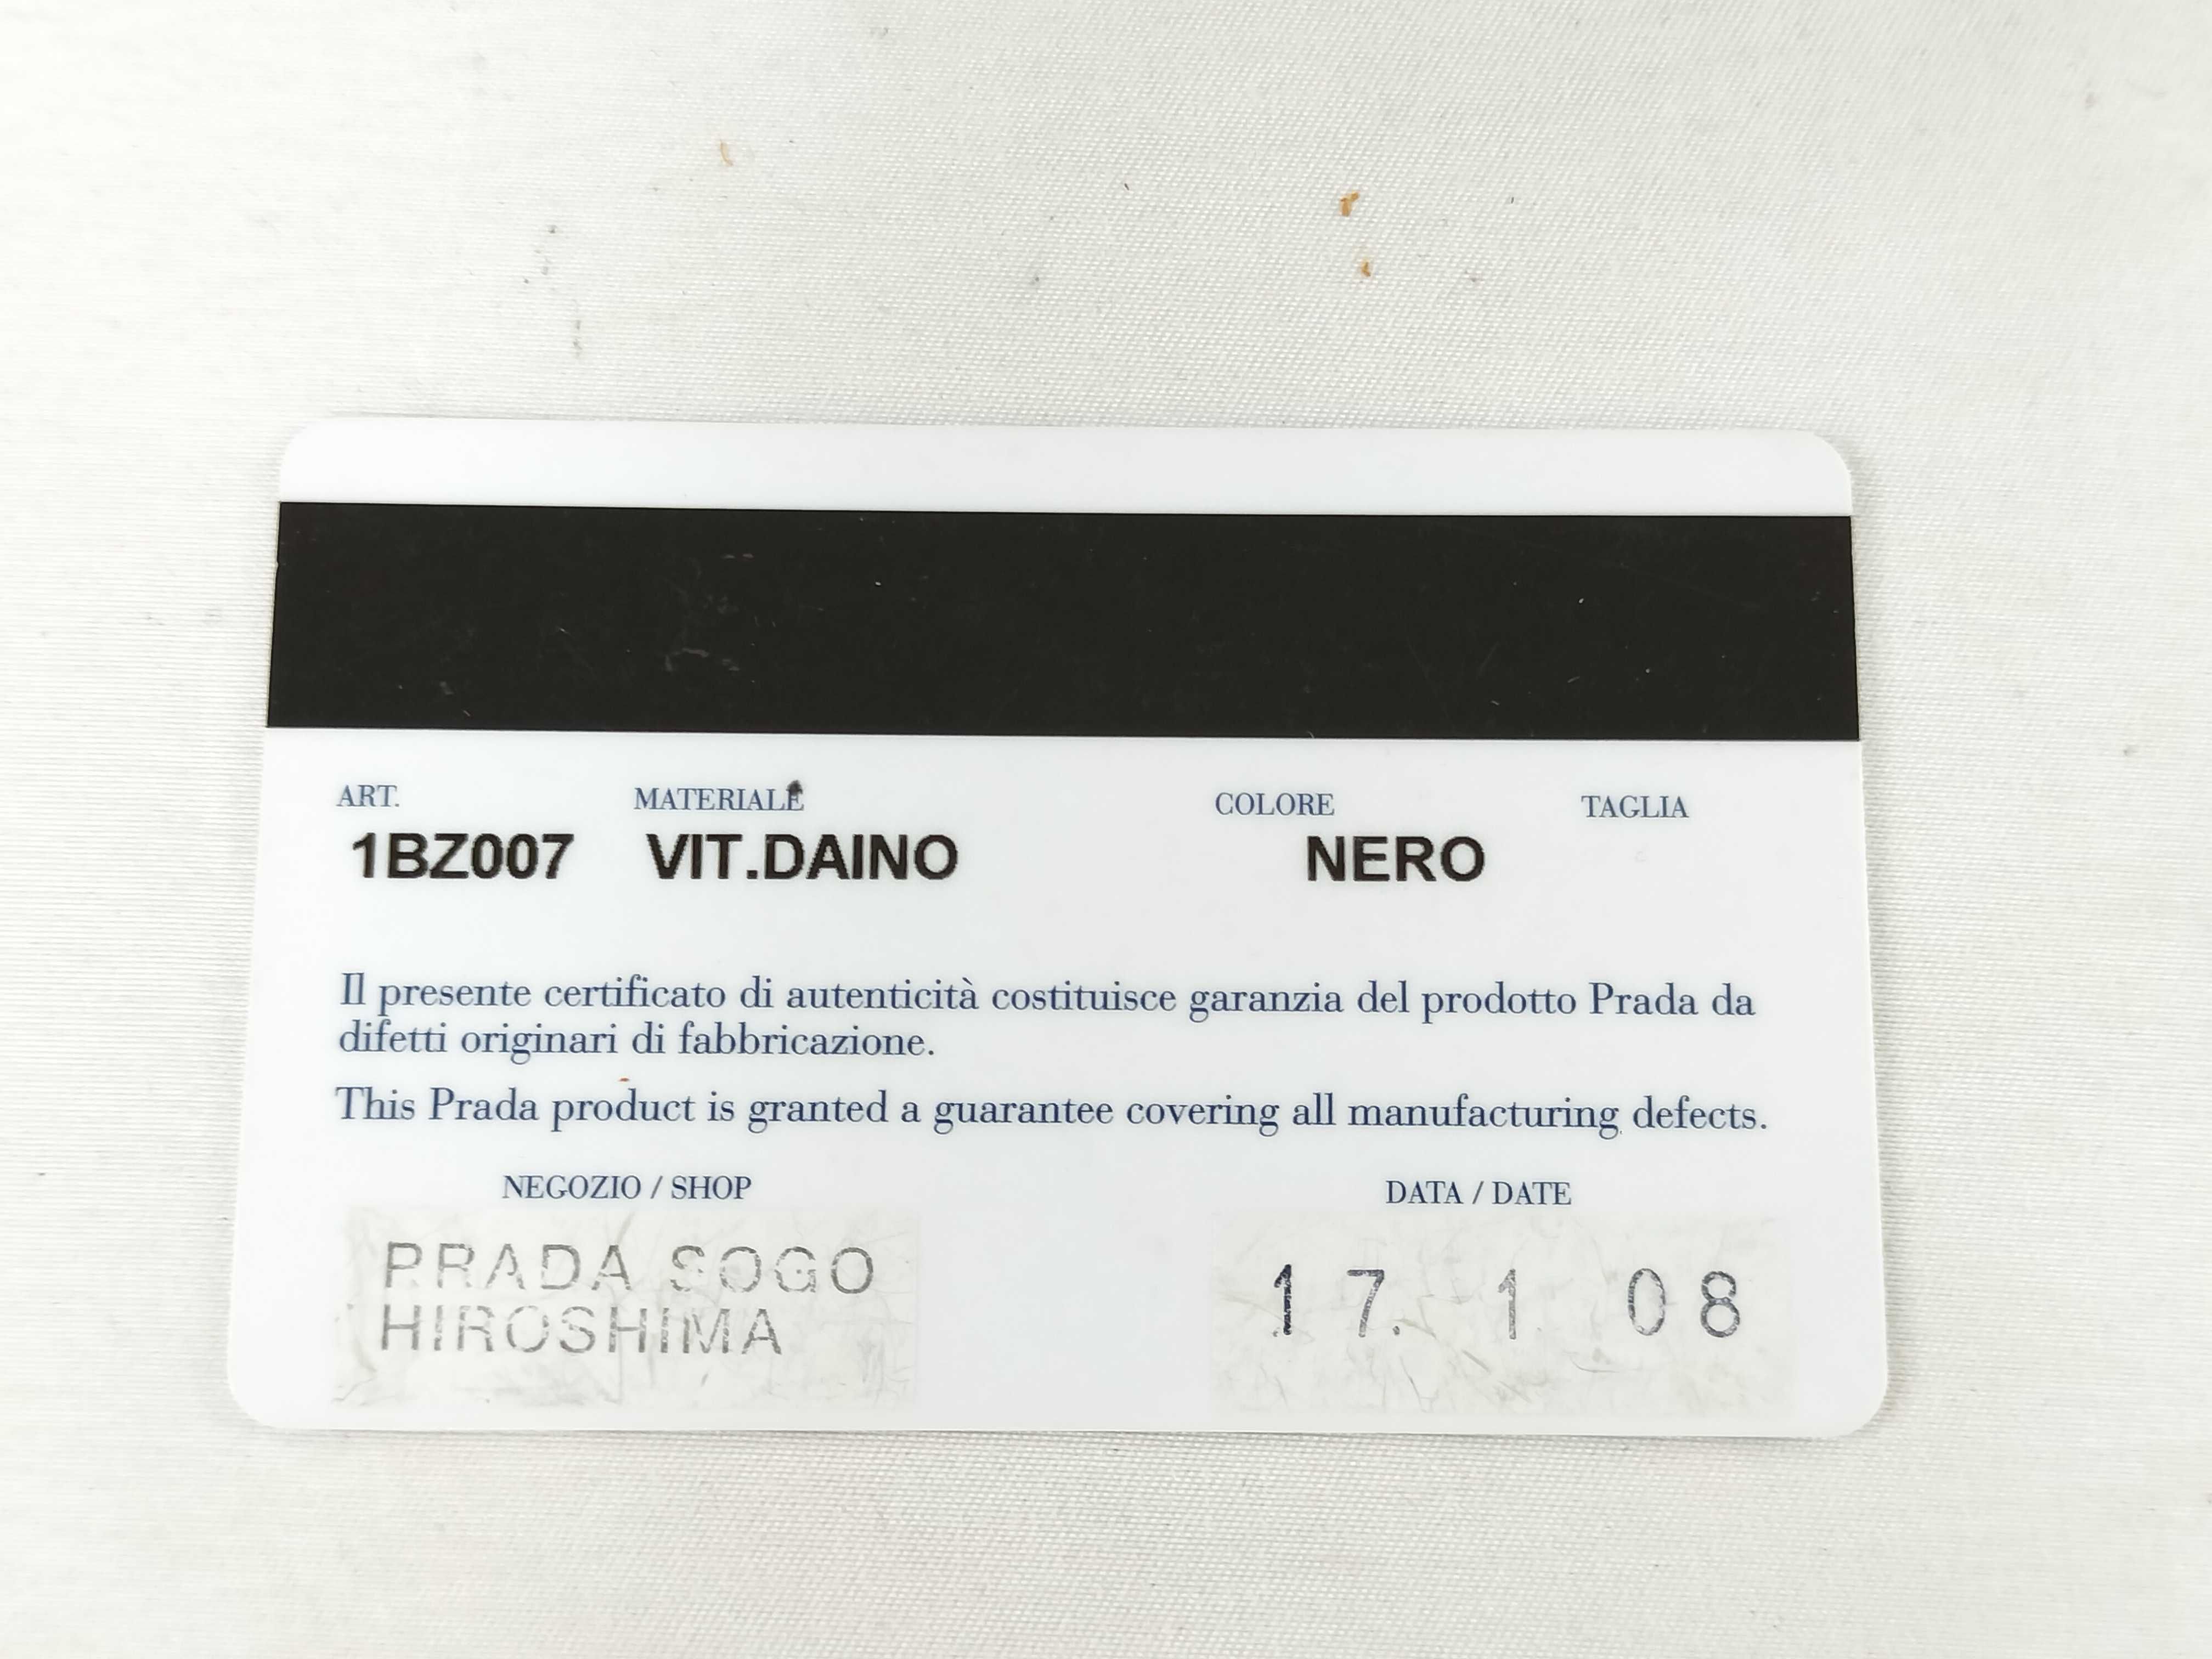 ART. MATERIALE COLORE TAGLIA
1BZ007 VIT.DAINO NERO
Il presente certificato di autenticità costituisce garanzia del prodotto Prada da
difetti originari di fabbricazione.
This Prada product is granted a guarantee covering all manufacturing defects.
NEGOZIO / SHOP DATA / DATE
PRADA SOGO
HIROSHIMA
17. 1 08